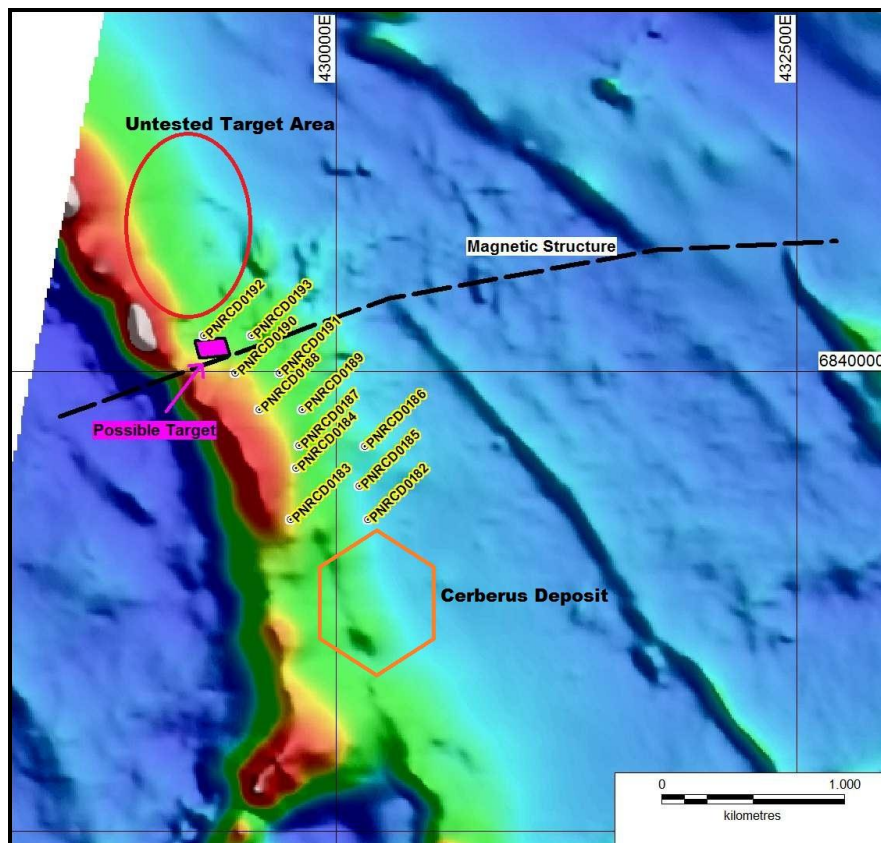 430000E
432500E
Untested Target Area
Magnetic Structure
PNRCD0192
PNRCD0193
PNRCD0190
PNRCD0191
6840000
PNRCD0188
PNRCD0189
Possible Target
PNRCD0187
PNRCD0186
PNRCD0184
PNRCD0185
PNRCD0183
PNRCD0182
Cerberus Deposit
0 1.000
kilometres